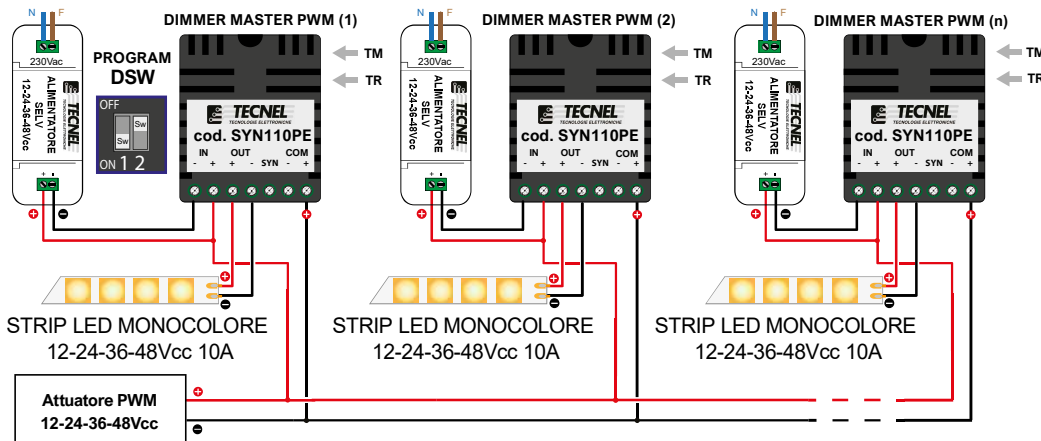 N F
DIMMER MASTER PWM (1)
N F
DIMMER MASTER PWM (2)
N F
DIMMER MASTER PWM (n)
230Vac
ALIMENTATORE
SELV
12-24-36-48Vcc
+ -
PROGRAM
DSW
OFF
Sw
Sw
ON 1 2
TECNEL
TECNOLOGIE ELETTRONICHE
cod. SYN110PE
IN OUT COM
- + + - SYN - +
TM
TR
230Vac
ALIMENTATORE
SELV
12-24-36-48Vcc
+ -
TECNEL
TECNOLOGIE ELETTRONICHE
cod. SYN110PE
IN OUT COM
- + + - SYN - +
TM
TR
230Vac
ALIMENTATORE
SELV
12-24-36-48Vcc
+ -
TECNEL
TECNOLOGIE ELETTRONICHE
cod. SYN110PE
IN OUT COM
- + + - SYN - +
TM
TR
+ - +
+ - +
+ - +
+
-
+
-
+
-
STRIP LED MONOCOLORE
12-24-36-48Vcc 10A
STRIP LED MONOCOLORE
12-24-36-48Vcc 10A
STRIP LED MONOCOLORE
12-24-36-48Vcc 10A
Attuatore PWM
12-24-36-48Vcc
+
-